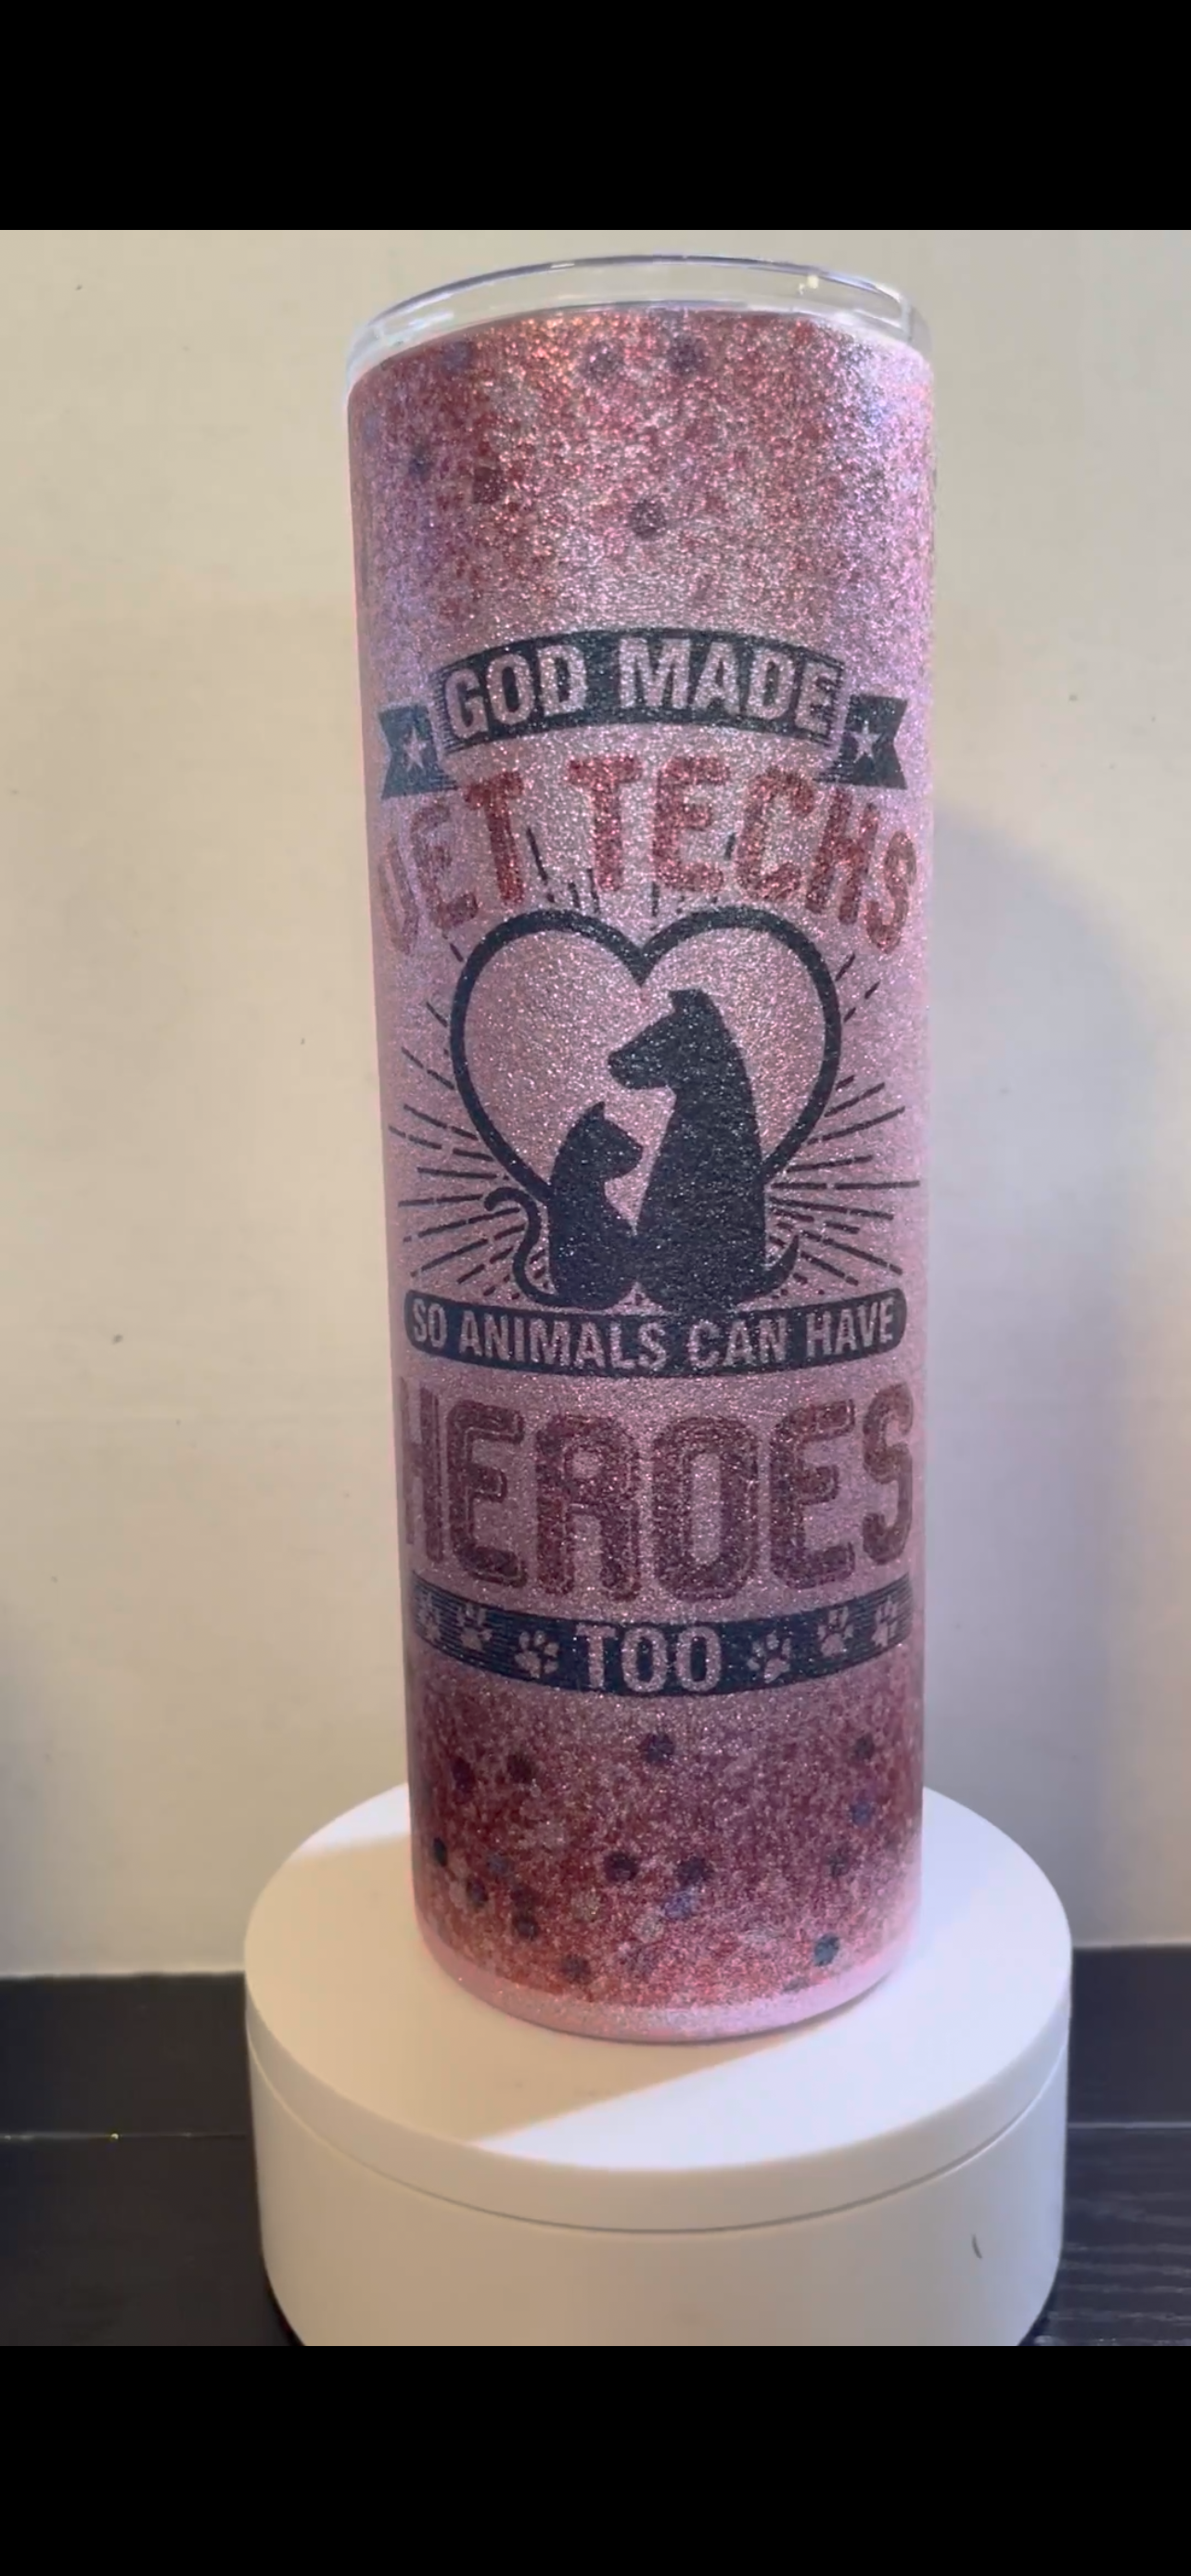 GOD MADE
VET TECHS
SO ANIMALS CAN HAVE
HEROES
TOO